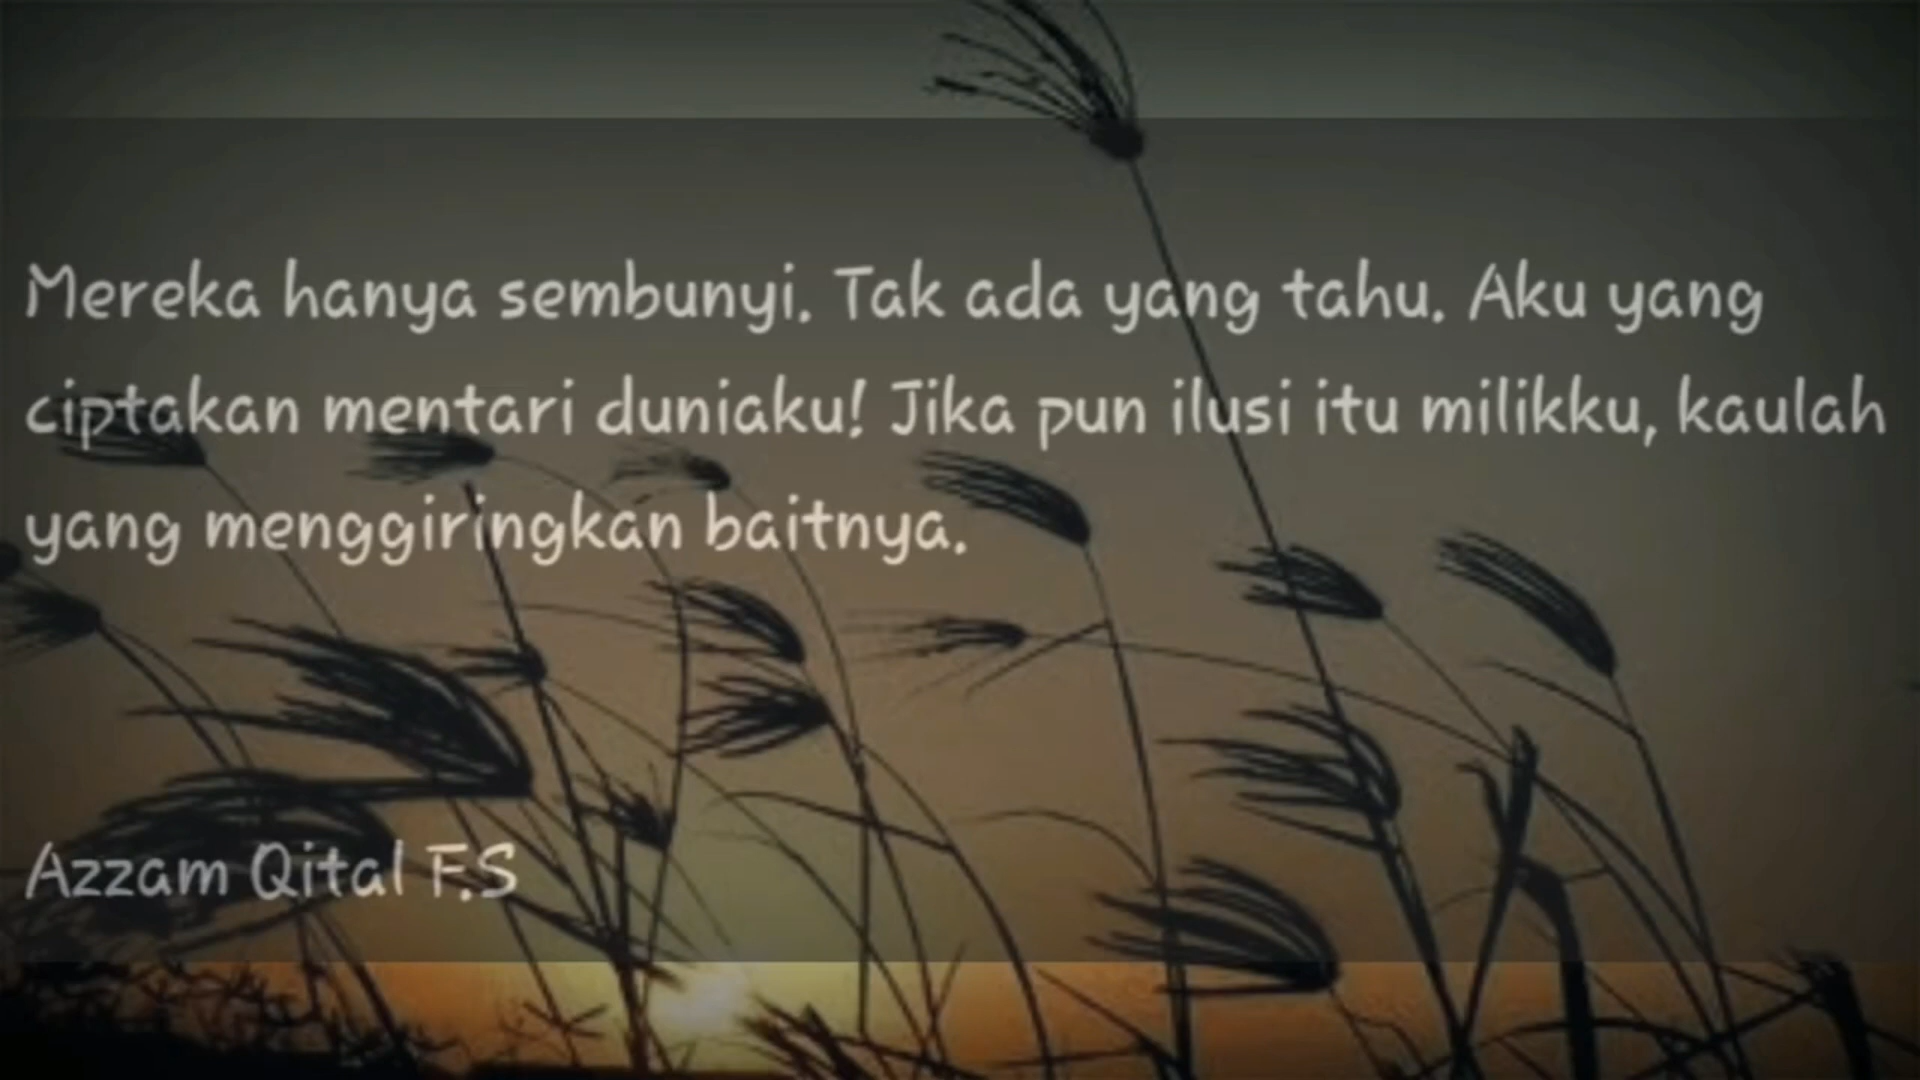 Mereka hanya sembunyi. Tak ada yang tahu. Aku yang
ciptakan mentari duniaku! Jika pun ilusi itu milikku, kaulah
yang menggiringkan baitnya.
Azzam Qital F.S